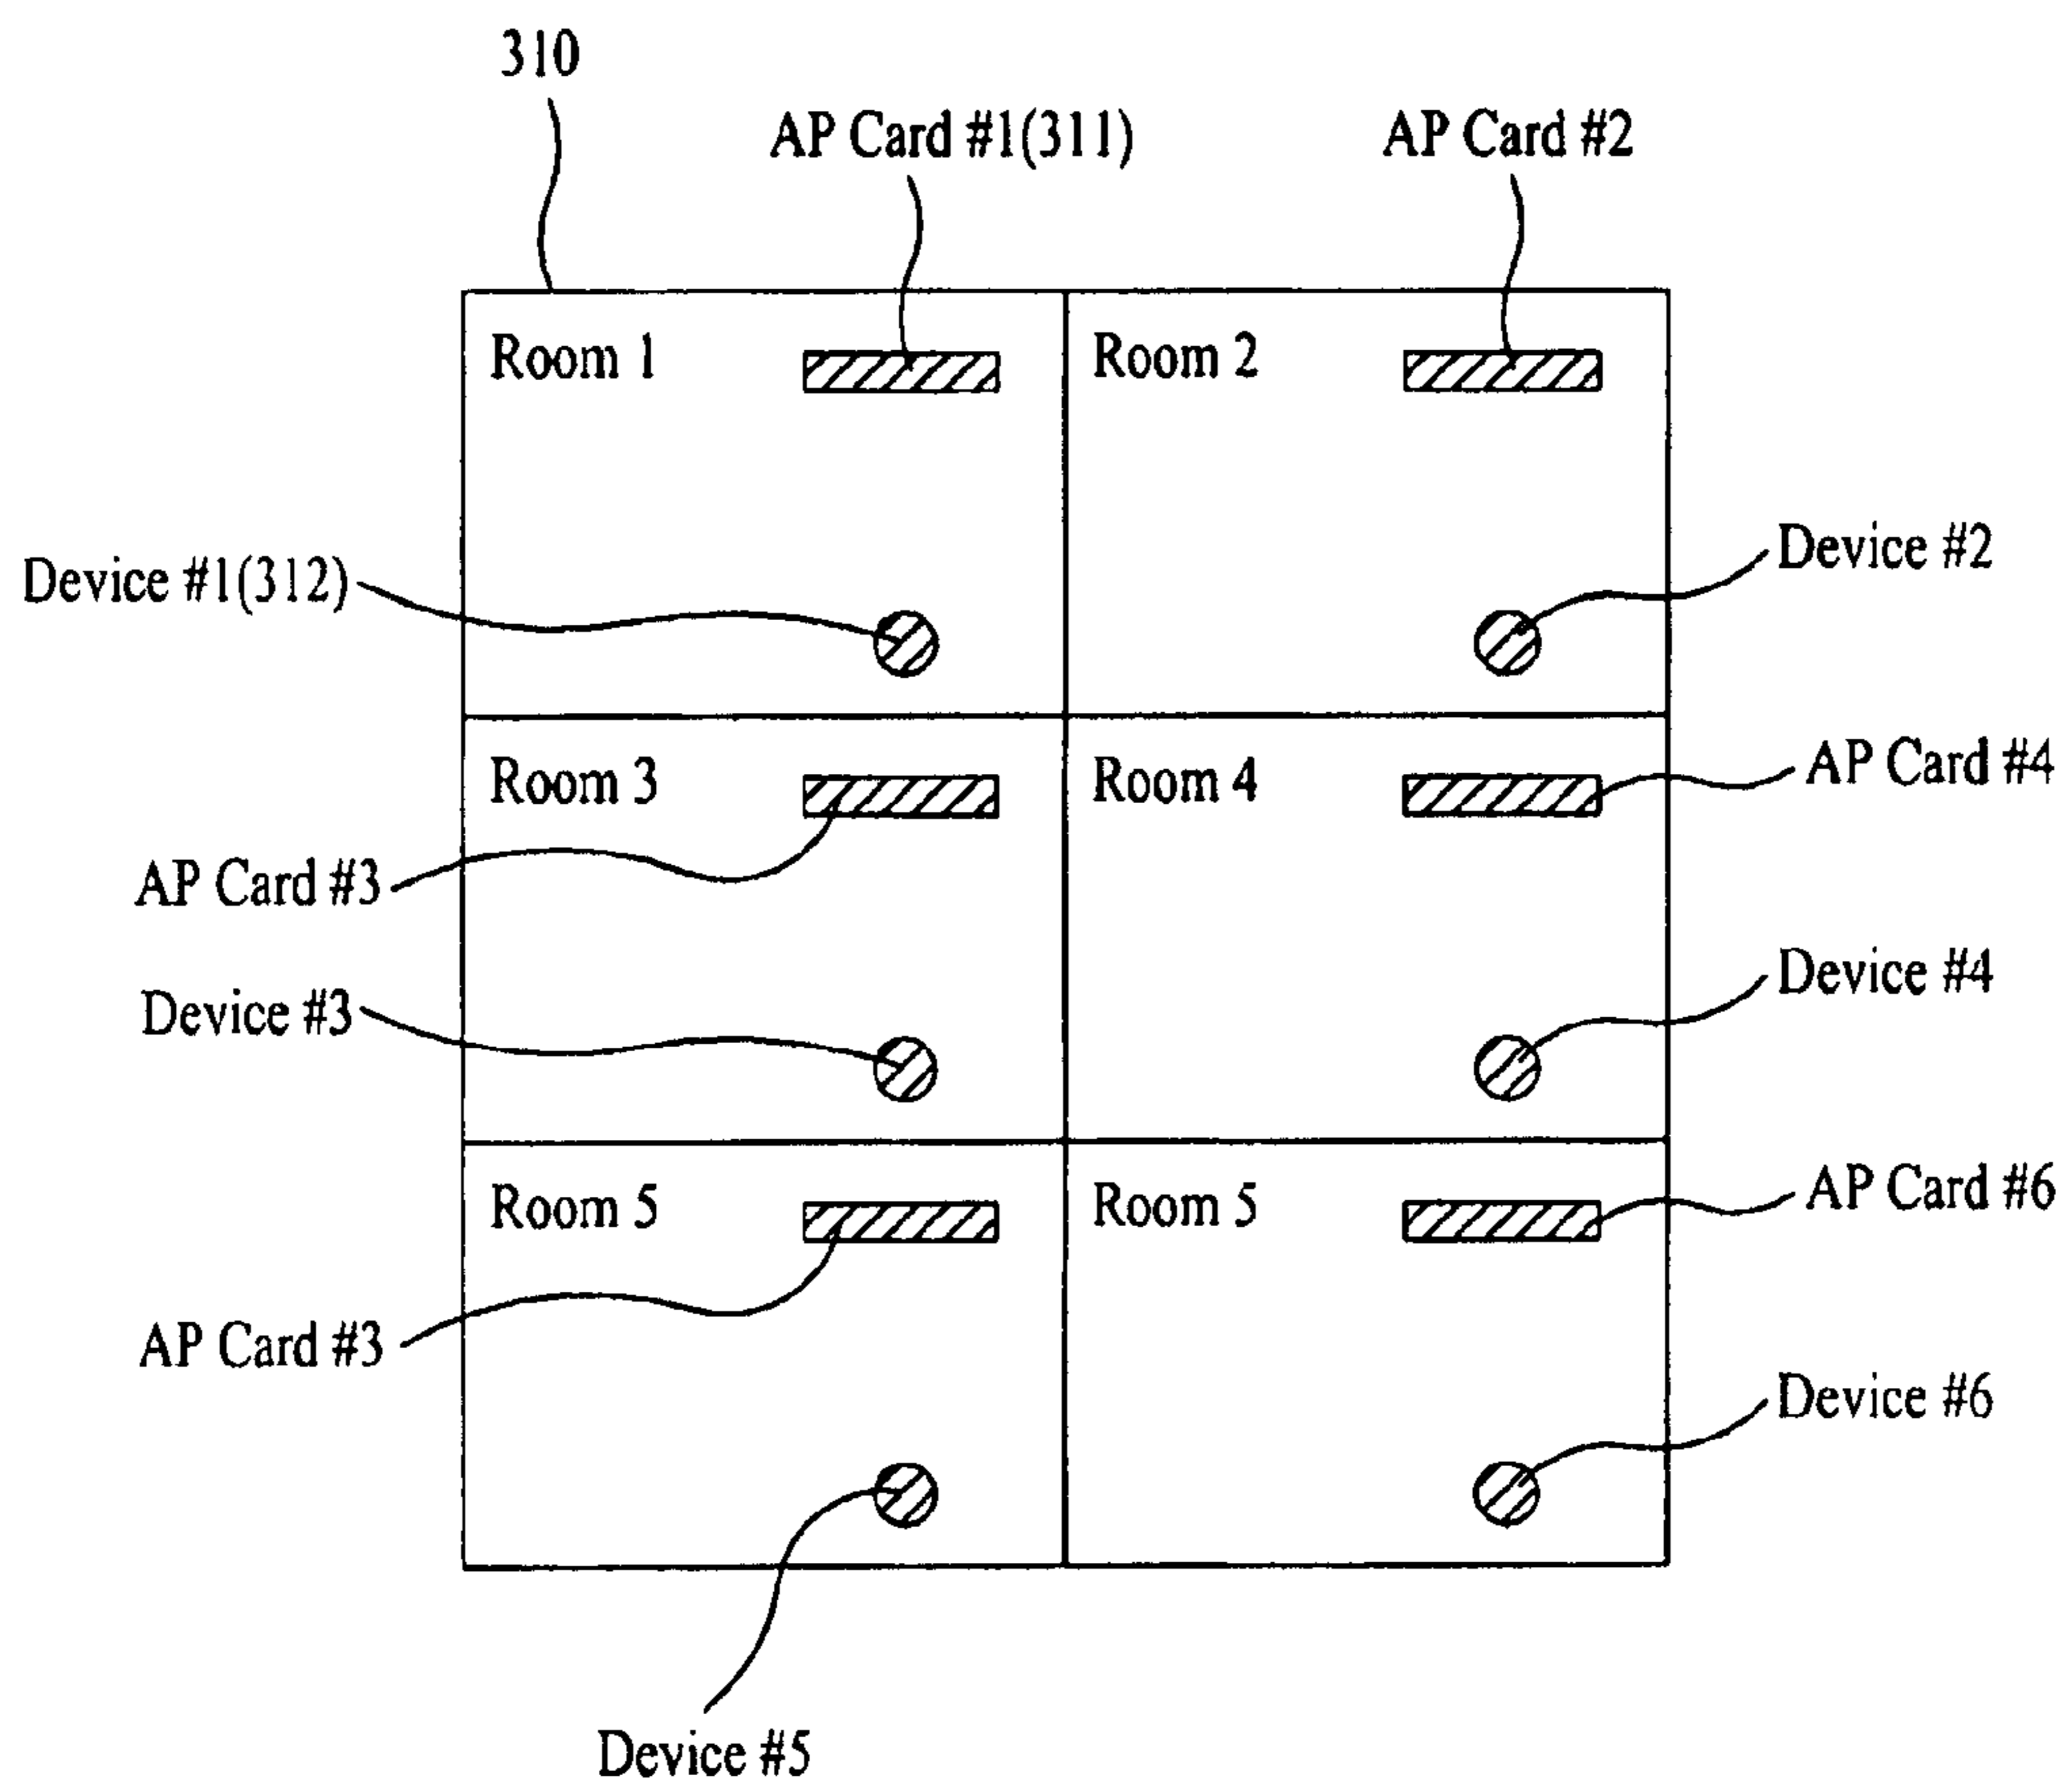 310
AP Card #1(311)
AP Card #2
Room 1
Room 2
Device #1(312)
Device #2
Room 3
Room 4
AP Card #4
AP Card #3
Device #3
Device #4
Room 5
Room 5
AP Card #6
AP Card #3
Device #6
Device #5